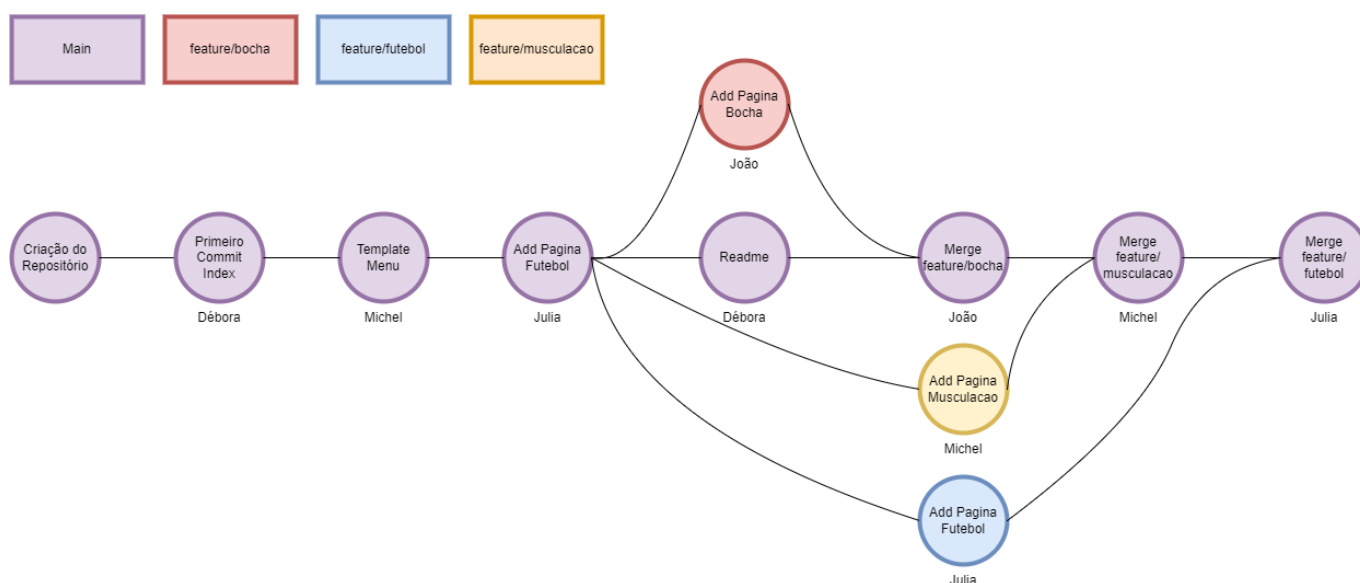 Main
feature/bocha
feature/futebol
feature/musculacao
Add Pagina
Bocha
João
Criação do
Repositório
Primeiro
Commit
Index
Débora
Template
Menu
Michel
Add Pagina
Futebol
Julia
Readme
Débora
Merge
feature/bocha
João
Merge
feature/
musculacao
Michel
Merge
feature/
futebol
Julia
Add Pagina
Musculacao
Michel
Add Pagina
Futebol
Julia